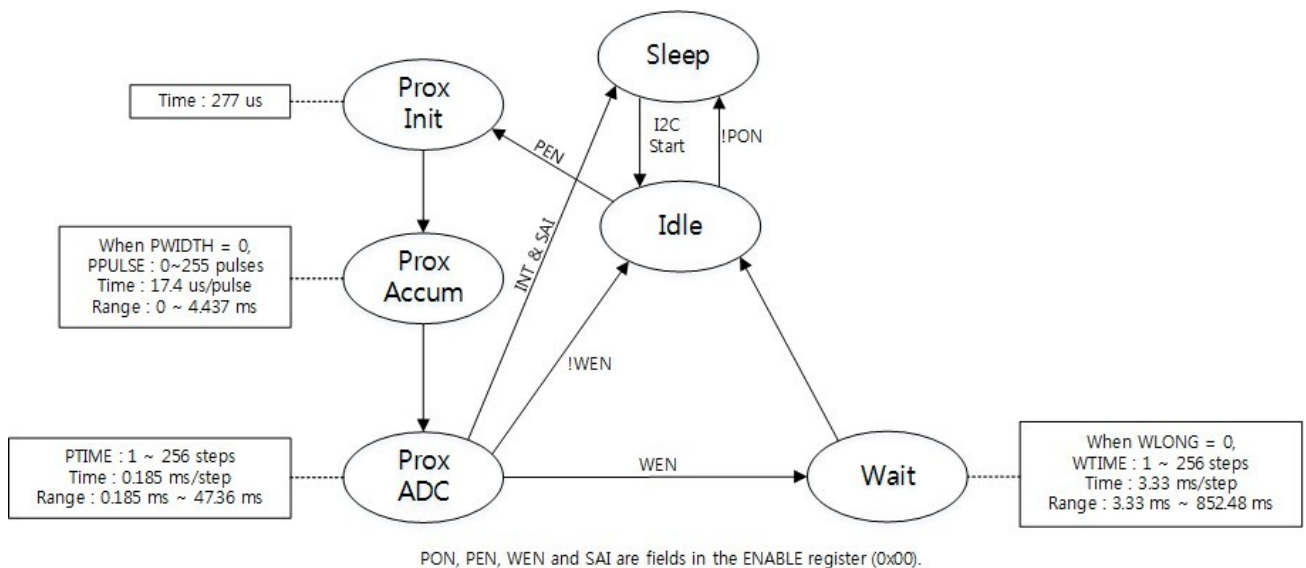 Sleep
Prox
Init
Time : 277 us
I2C
Start
!PON
PEN
Idle
INT & SAI
When PWIDTH = 0,
PPULSE : 0~255 pulses
Time : 17.4 us/pulse
Range : 0 ~ 4.437 ms
Prox
Accum
!WEN
PTIME : 1 ~ 256 steps
Time : 0.185 ms/step
Range : 0.185 ms ~ 47.36 ms
Prox
ADC
WEN
Wait
When WLONG = 0,
WTIME : 1 ~ 256 steps
Time : 3.33 ms/step
Range : 3.33 ms ~ 852.48 ms
PON, PEN, WEN and SAI are fields in the ENABLE register (0x00).